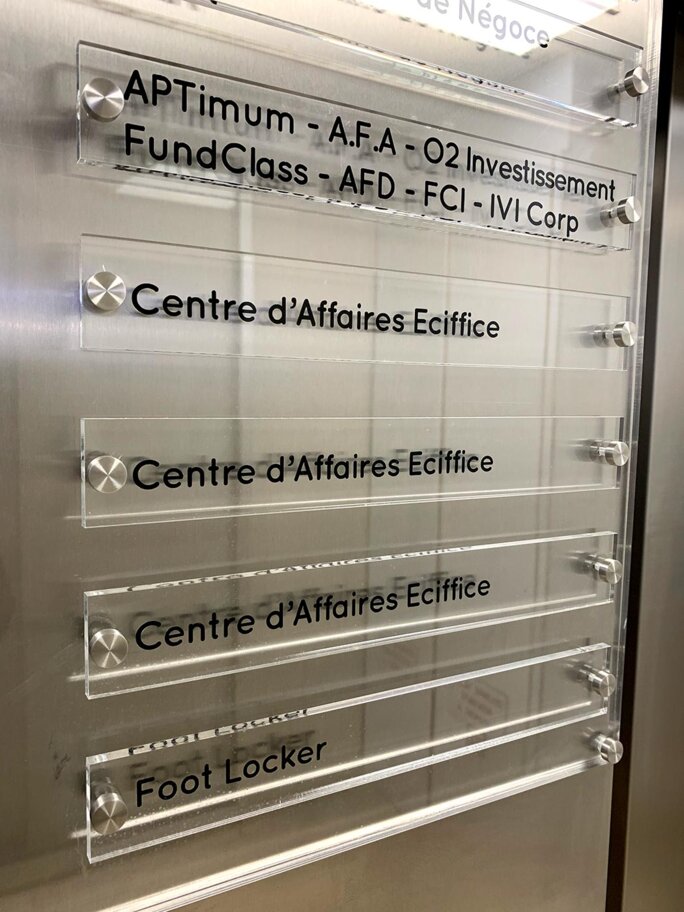 de Négoce
APTimum - A.F.A - O2 Investissement
FundClass - AFD - FCI - IVI Corp
Centre d'Affaires Eciffice
Centre d'Affaires Eciffice
Centre d'Affaires Eciffice
Foot Locker